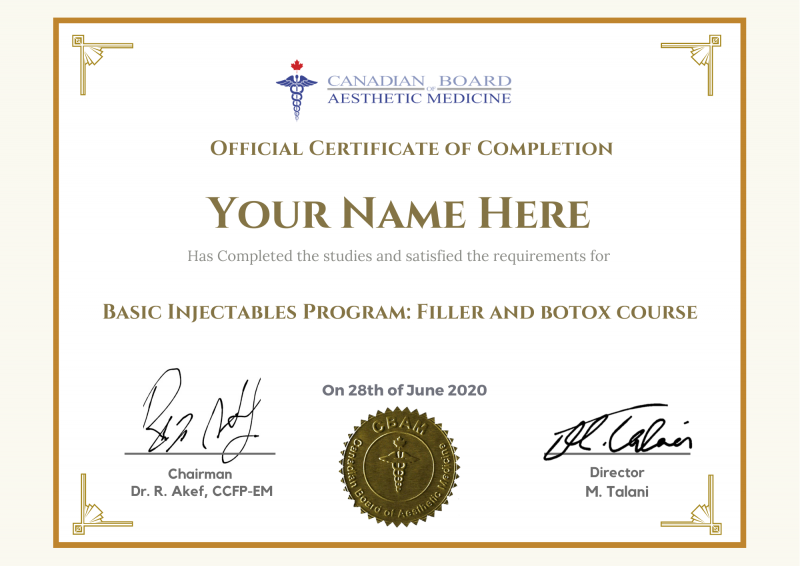 CANADIAN BOARD
OF
AESTHETIC MEDICINE
Official Certificate of Completion
Your Name Here
Has Completed the studies and satisfied the requirements for
Basic Injectables Program: Filler and botox course
On 28th of June 2020
CBAM
Canadian Board of Aesthetic Medicine
Chairman
Dr. R. Akef, CCFP-EM
Director
M. Talani